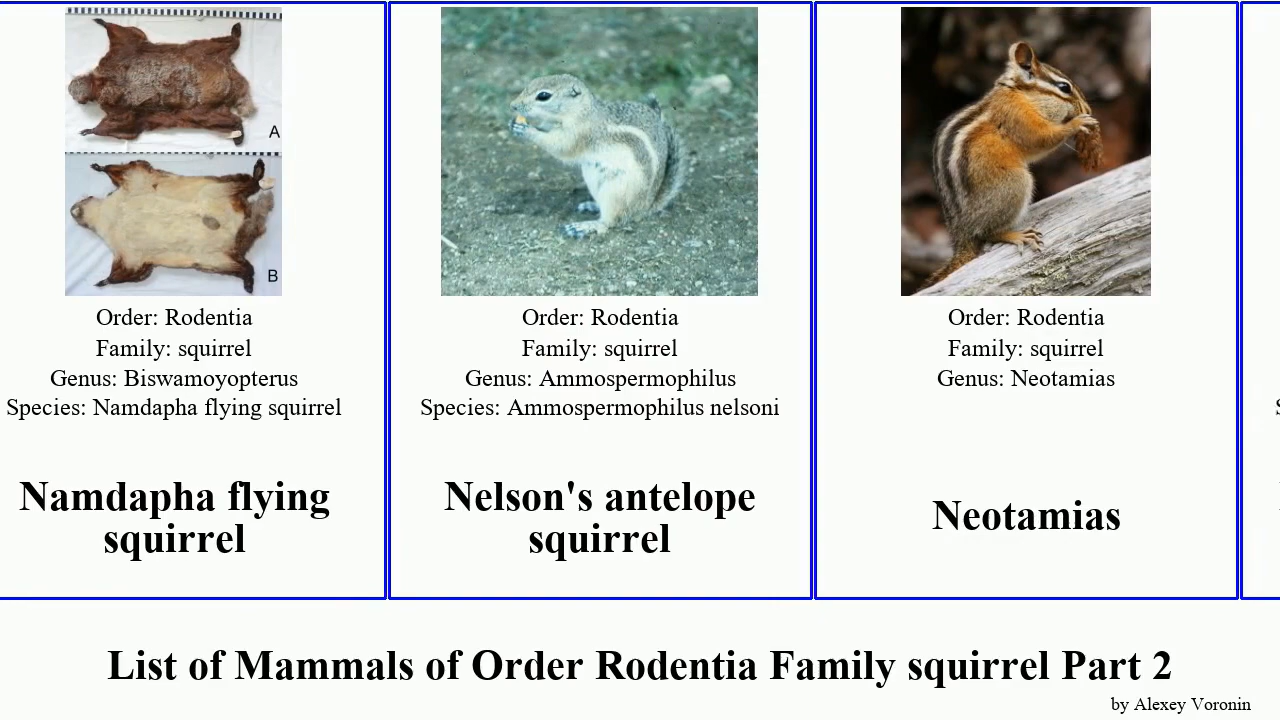 A
B
Order: Rodentia
Family: squirrel
Genus: Biswamoyopterus
Species: Namdapha flying squirrel
Namdapha flying
squirrel
Order: Rodentia
Family: squirrel
Genus: Ammospermophilus
Species: Ammospermophilus nelsoni
Nelson's antelope
squirrel
Order: Rodentia
Family: squirrel
Genus: Neotamias
Neotamias
List of Mammals of Order Rodentia Family squirrel Part 2
by Alexey Voronin